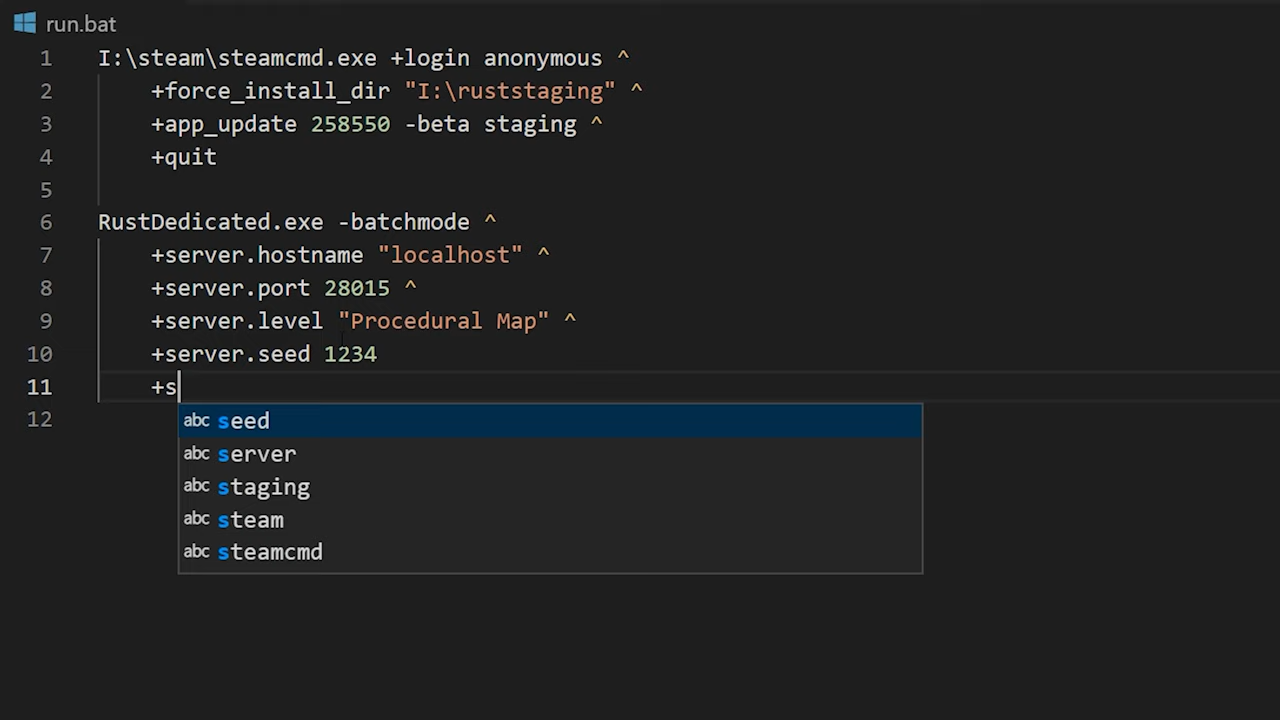 run.bat
1 I:\steam\steamcmd.exe +login anonymous ^
2 +force_install_dir "I:\ruststaging" ^
3 +app_update 258550 -beta staging ^
4 +quit
5
6 RustDedicated.exe -batchmode ^
7 +server.hostname "localhost" ^
8 +server.port 28015 ^
9 +server.level "Procedural Map" ^
10 +server.seed 1234
11 +s
12
abc seed
abc server
abc staging
abc steam
abc steamcmd